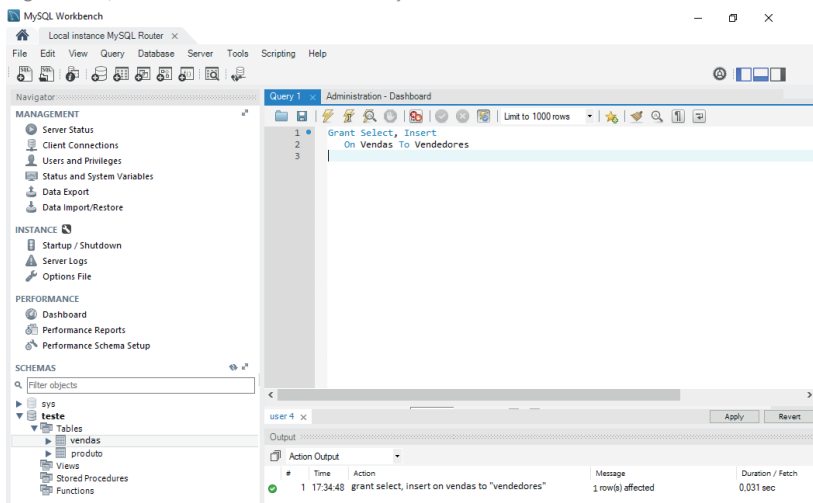 MySQL Workbench
Local instance MySQL Router ×
File Edit View Query Database Server Tools Scripting Help
Navigator
MANAGEMENT
Server Status
Client Connections
Users and Privileges
Status and System Variables
Data Export
Data Import/Restore
INSTANCE
Startup / Shutdown
Server Logs
Options File
PERFORMANCE
Dashboard
Performance Reports
Performance Schema Setup
SCHEMAS
Filter objects
sys
teste
Tables
vendas
produto
Views
Stored Procedures
Functions
Query 1 × Administration - Dashboard
Limit to 1000 rows
1 Grant Select, Insert
2 On Vendas To Vendedores
3
user 4 × Apply Revert
Output
Action Output
# Time Action Message Duration / Fetch
1 17:34:48 grant select, insert on vendas to "vendedores" 1 row(s) affected 0,031 sec